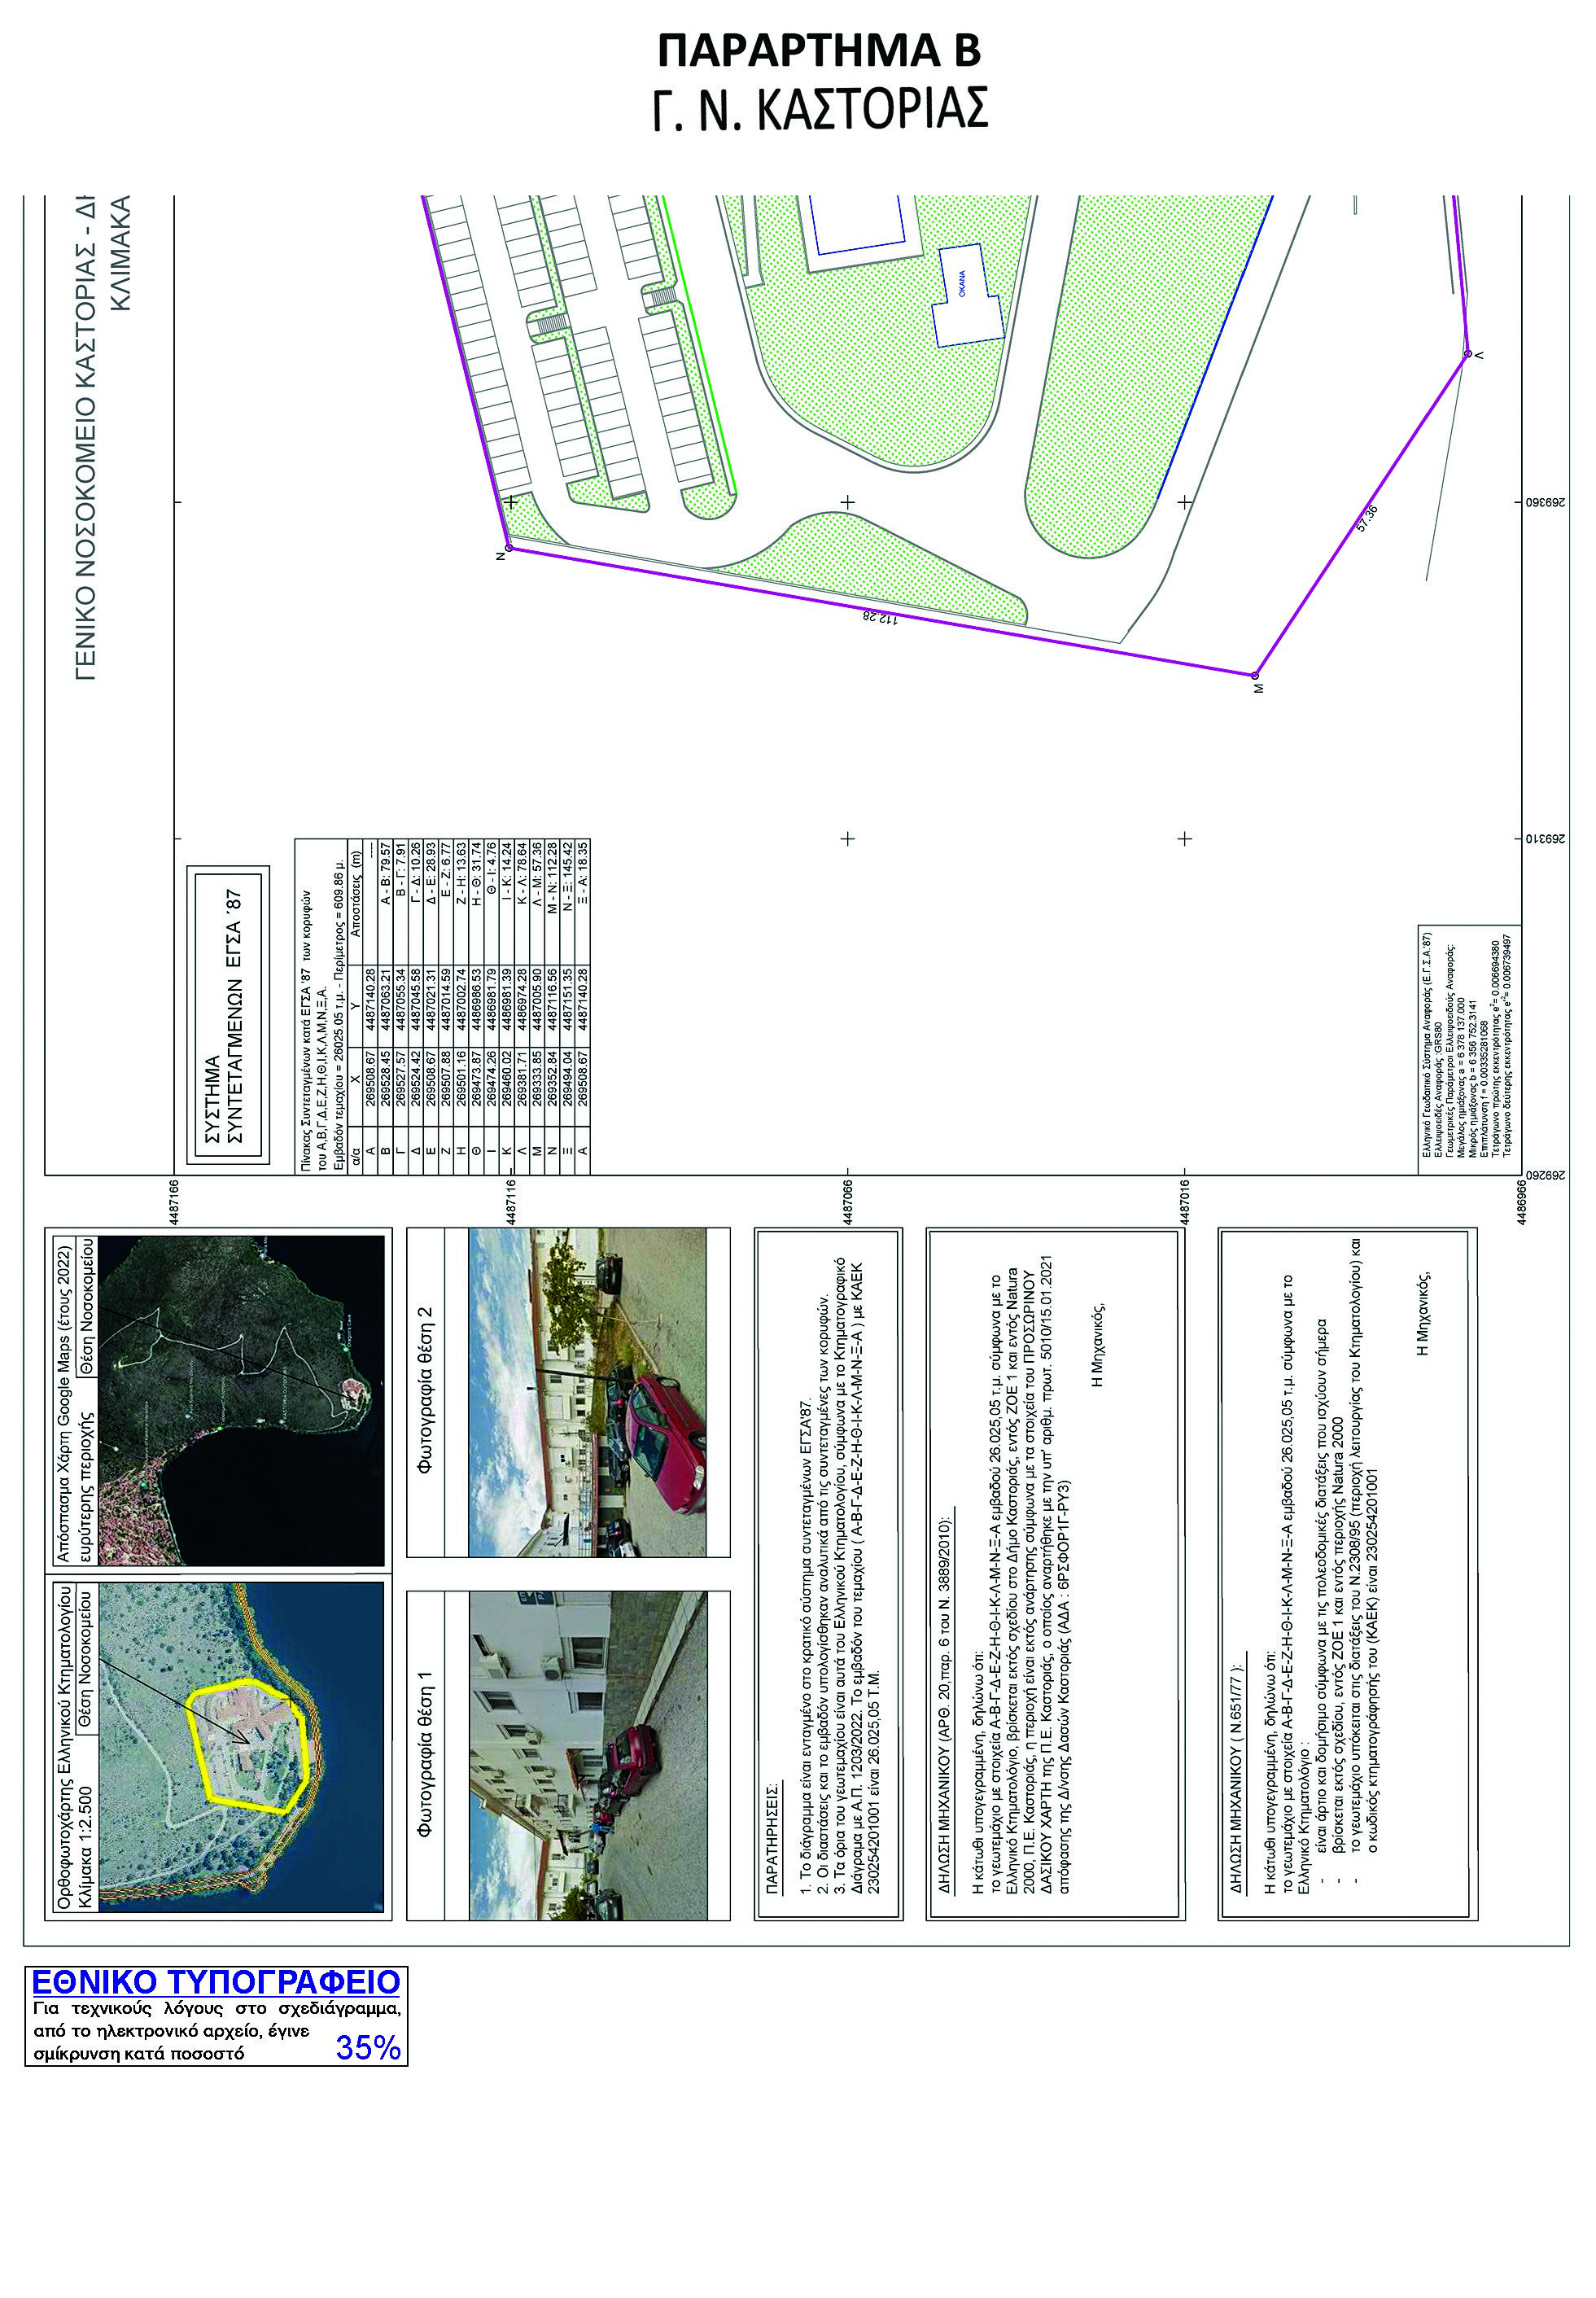 ΠΑΡΑΡΤΗΜΑ Β
Γ. Ν. ΚΑΣΤΟΡΙΑΣ
ΓΕΝΙΚΟ ΝΟΣΟΚΟΜΕΙΟ ΚΑΣΤΟΡΙΑΣ -
ΚΛΙΜΑΚΑ
ΟΚΑΝΑ
Λ
57.36
Μ
112.28
Ν
269360
269310
269260
4487166
4487116
4487066
4487016
4486966
ΣΥΣΤΗΜΑ
ΣΥΝΤΕΤΑΓΜΕΝΩΝ ΕΓΣΑ ΄87
Πίνακας Συντεταγμένων κατά ΕΓΣΑ '87 των κορυφών
του Α,Β,Γ,Δ,Ε,Ζ,Η,Θ,Ι,Κ,Λ,Μ,Ν,Ξ,Α.
Εμβαδόν τεμαχίου = 26025.05 τ.μ. - Περίμετρος = 609.86 μ.
α/α Χ Υ Αποστάσεις (m)
Α 269508.67 4487140.28 ----
Β 269528.45 4487063.21 Α - Β: 79.57
Γ 269527.57 4487055.34 Β - Γ: 7.91
Δ 269524.42 4487045.58 Γ - Δ: 10.26
Ε 269508.67 4487021.31 Δ - Ε: 28.93
Ζ 269507.88 4487014.59 Ε - Ζ: 6.77
Η 269501.16 4487002.74 Ζ - Η: 13.63
Θ 269473.87 4486986.53 Η - Θ: 31.74
Ι 269474.26 4486981.79 Θ - Ι: 4.76
Κ 269460.02 4486981.39 Ι - Κ: 14.24
Λ 269381.71 4486974.28 Κ - Λ: 78.64
Μ 269333.85 4487005.90 Λ - Μ: 57.36
Ν 269352.84 4487116.56 Μ - Ν: 112.28
Ξ 269494.04 4487151.35 Ν - Ξ: 145.42
Α 269508.67 4487140.28 Ξ - Α: 18.35
Ελληνικό Γεωδαιτικό Σύστημα Αναφοράς (Ε.Γ.Σ.Α.'87)
Ελλειψοειδές Αναφοράς :GRS80
Γεωμετρικές Παράμετροι Ελλειψοειδούς Αναφοράς:
Μεγάλος ημιάξονας a = 6 378 137.000
Μικρός ημιάξονας b = 6 356 752.3141
Επιπλάτυνση f = 0.00335281068
Τετράγωνο πρώτης εκκεντρότητας e²= 0.006694380
Τετράγωνο δεύτερης εκκεντρότητας e'²= 0.006739497
Ορθοφωτοχάρτης Ελληνικού Κτηματολογίου
Κλίμακα 1:2.500
Θέση Νοσοκομείου
Απόσπασμα Χάρτη Google Maps (έτους 2022)
ευρύτερης περιοχής
Θέση Νοσοκομείου
Φωτογραφία θέση 1
Φωτογραφία θέση 2
ΠΑΡΑΤΗΡΗΣΕΙΣ:
1. Το διάγραμμα είναι ενταγμένο στο κρατικό σύστημα συντεταγμένων ΕΓΣΑ'87.
2. Οι διαστάσεις και το εμβαδόν υπολογίσθηκαν αναλυτικά από τις συντεταγμένες των κορυφών.
3. Τα όρια του γεωτεμαχίου είναι αυτά του Ελληνικού Κτηματολογίου, σύμφωνα με το Κτηματογραφικό
Διάγραμα με Α.Π. 1203/2022. Το εμβαδόν του τεμαχίου ( Α-Β-Γ-Δ-Ε-Ζ-Η-Θ-Ι-Κ-Λ-Μ-Ν-Ξ-Α ) με ΚΑΕΚ
230254201001 είναι 26.025,05 Τ.Μ.
ΔΗΛΩΣΗ ΜΗΧΑΝΙΚΟΥ (ΑΡΘ. 20,παρ. 6 του Ν. 3889/2010):
Η κάτωθι υπογεγραμμένη, δηλώνω ότι:
το γεωτεμάχιο με στοιχεία Α-Β-Γ-Δ-Ε-Ζ-Η-Θ-Ι-Κ-Λ-Μ-Ν-Ξ-Α εμβαδού 26.025,05 τ.μ. σύμφωνα με το
Ελληνικό Κτηματολόγιο, βρίσκεται εκτός σχεδίου στο Δήμο Καστοριάς, εντός ΖΟΕ 1 και εντός Natura
2000, Π.Ε. Καστοριάς, η περιοχή είναι εκτός ανάρτησης σύμφωνα με τα στοιχεία του ΠΡΟΣΩΡΙΝΟΥ
ΔΑΣΙΚΟΥ ΧΑΡΤΗ της Π.Ε. Καστοριάς, ο οποίος αναρτήθηκε με την υπ' αριθμ. πρωτ. 5010/15.01.2021
απόφασης της Δ/νσης Δασών Καστοριάς (ΑΔΑ : 6ΡΣΦΟΡ1Γ-ΡΥ3)
Η Μηχανικός,
ΔΗΛΩΣΗ ΜΗΧΑΝΙΚΟΥ ( Ν.651/77 ):
Η κάτωθι υπογεγραμμένη, δηλώνω ότι:
το γεωτεμάχιο με στοιχεία Α-Β-Γ-Δ-Ε-Ζ-Η-Θ-Ι-Κ-Λ-Μ-Ν-Ξ-Α εμβαδού 26.025,05 τ.μ. σύμφωνα με το
Ελληνικό Κτηματολόγιο :
- είναι άρτιο και δομήσιμο σύμφωνα με τις πολεοδομικές διατάξεις που ισχύουν σήμερα
- βρίσκεται εκτός σχεδίου, εντός ΖΟΕ 1 και εντός περιοχής Natura 2000
- το γεωτεμάχιο υπόκειται στις διατάξεις του Ν.2308/95 (περιοχή λειτουργίας του Κτηματολογίου) και
ο κωδικός κτηματογράφησής του (ΚΑΕΚ) είναι 230254201001
Η Μηχανικός,
ΕΘΝΙΚΟ ΤΥΠΟΓΡΑΦΕΙΟ
Για τεχνικούς λόγους στο σχεδιάγραμμα,
από το ηλεκτρονικό αρχείο, έγινε
σμίκρυνση κατά ποσοστό 35%